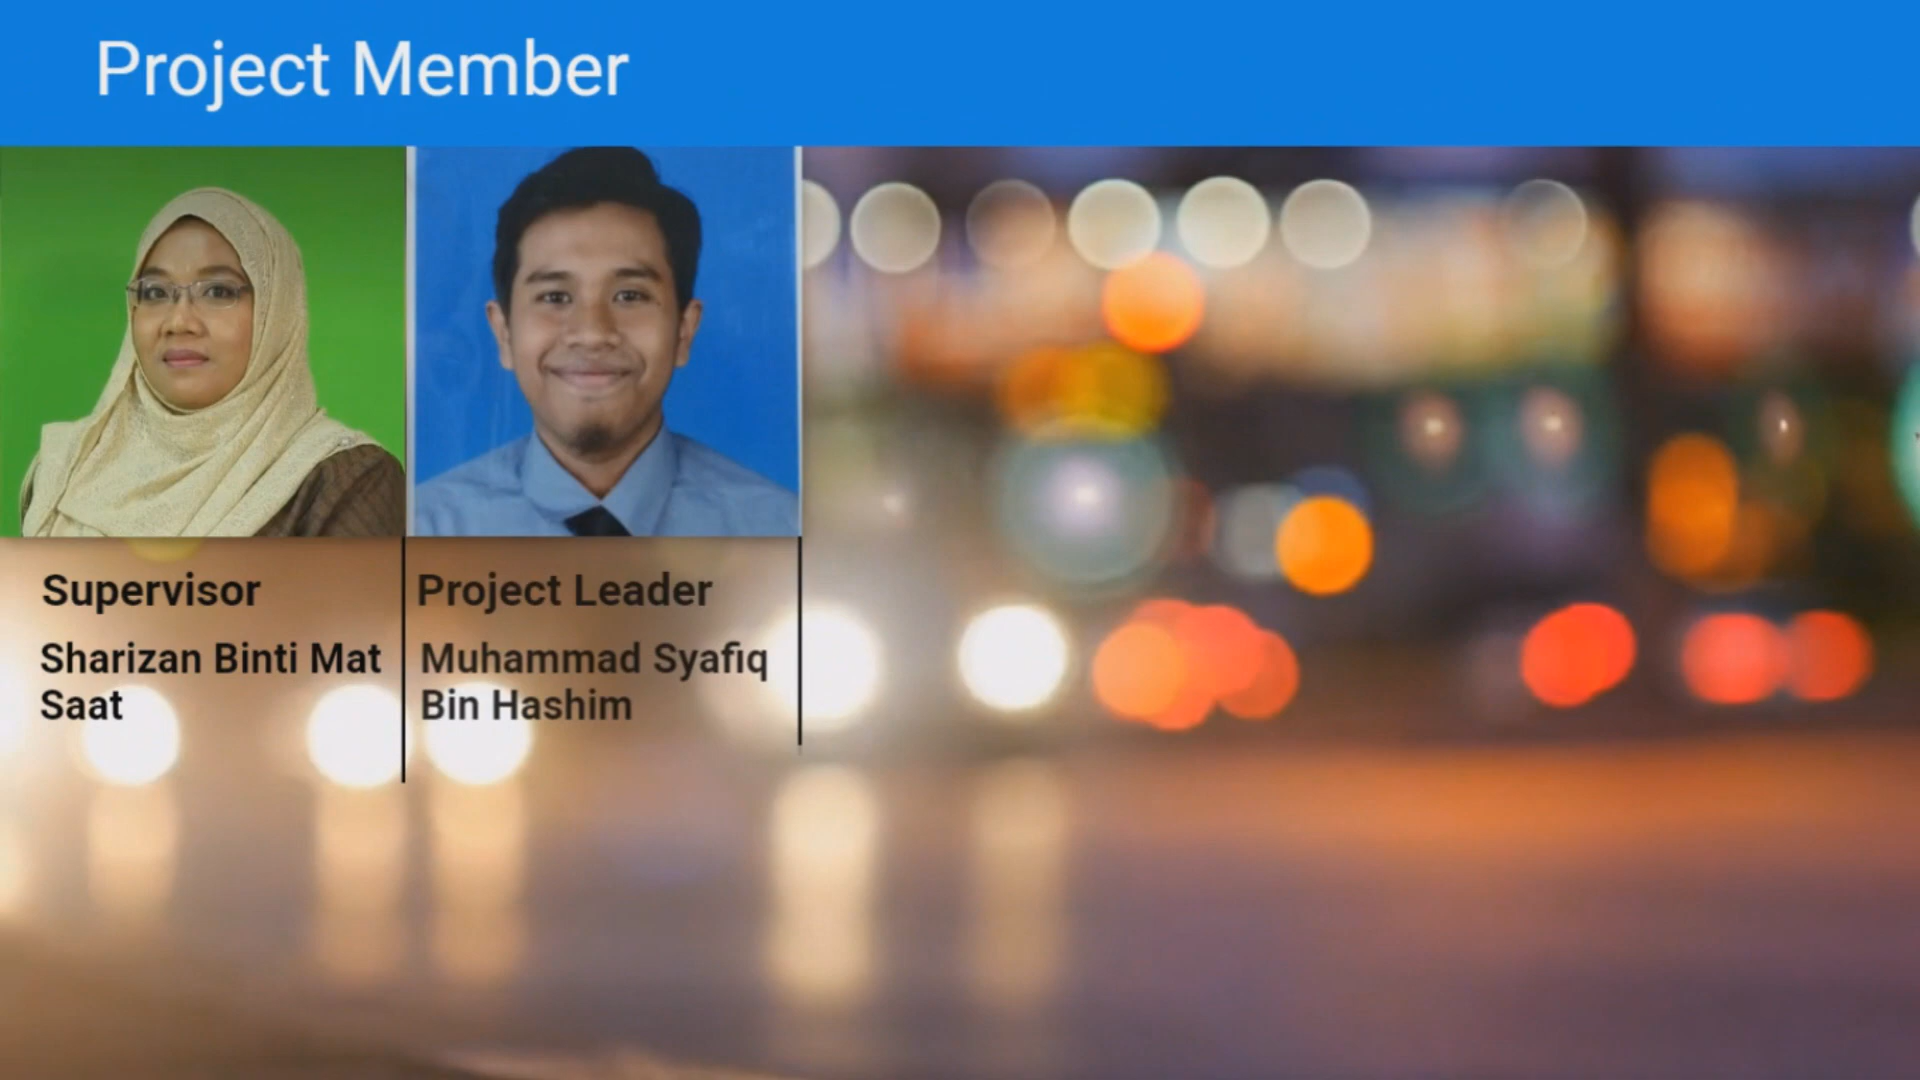 Project Member
Supervisor
Sharizan Binti Mat
Saat
Project Leader
Muhammad Syafiq
Bin Hashim